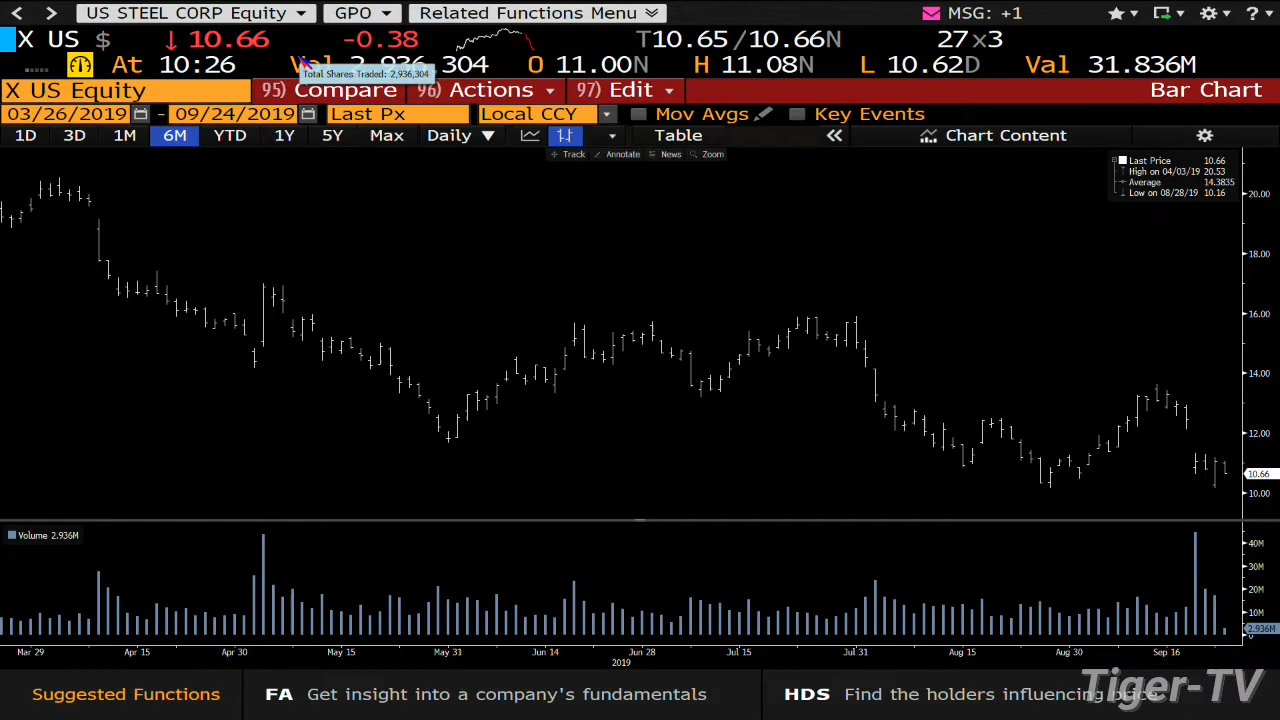 < > US STEEL CORP Equity GPO Related Functions Menu MSG: +1 ?
X US $ ↓10.66 -0.38 T10.65/10.66N 27x3
At 10:26 2,936,304 O 11.00N H 11.08N L 10.62D Val 31.836M
Total Shares Traded: 2,936,304
X US Equity 95) Compare 96) Actions 97) Edit Bar Chart
03/26/2019 - 09/24/2019 Last Px Local CCY Mov Avgs Key Events
1D 3D 1M 6M YTD 1Y 5Y Max Daily ▼ Table « Chart Content
Track Annotate News Zoom
Last Price 10.66
High on 04/03/19 20.53
Average 14.3835
Low on 08/28/19 10.16
20.00
18.00
16.00
14.00
12.00
10.66
10.00
Volume 2.936M
40M
30M
20M
10M
2.936M
0
Mar 29 Apr 15 Apr 30 May 15 May 31 Jun 14 Jun 28 Jul 15 Jul 31 Aug 15 Aug 30 Sep 16
2019
Suggested Functions FA Get insight into a company's fundamentals HDS Find the holders influencing price
Tiger-TV